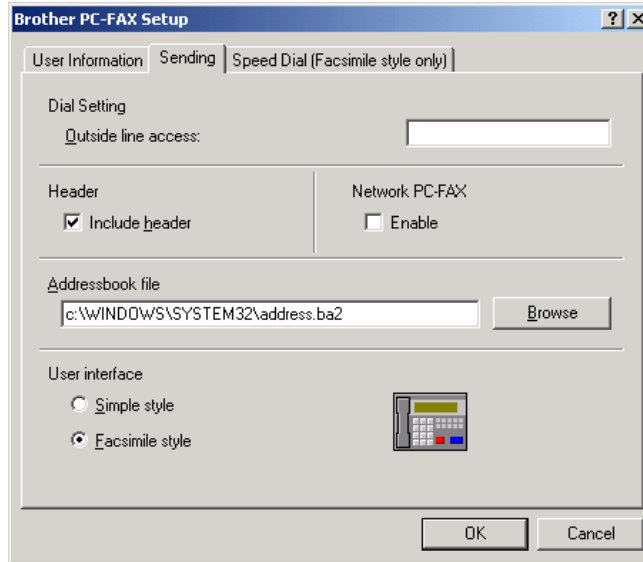 Brother PC-FAX Setup
User Information Sending Speed Dial (Facsimile style only)
Dial Setting
Outside line access:
Header Network PC-FAX
Include header Enable
Addressbook file
c:\WINDOWS\SYSTEM32\address.ba2 Browse
User interface
Simple style
Facsimile style
OK Cancel